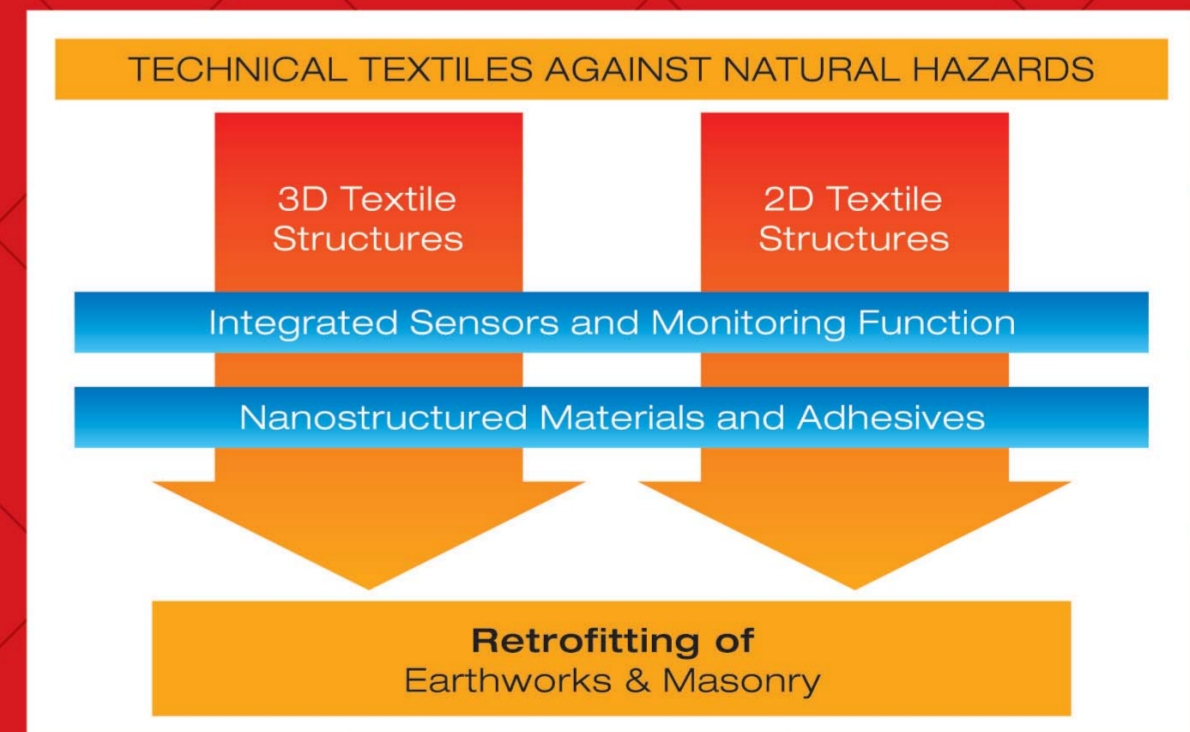 TECHNICAL TEXTILES AGAINST NATURAL HAZARDS
3D Textile
Structures
2D Textile
Structures
Integrated Sensors and Monitoring Function
Nanostructured Materials and Adhesives
Retrofitting of
Earthworks & Masonry